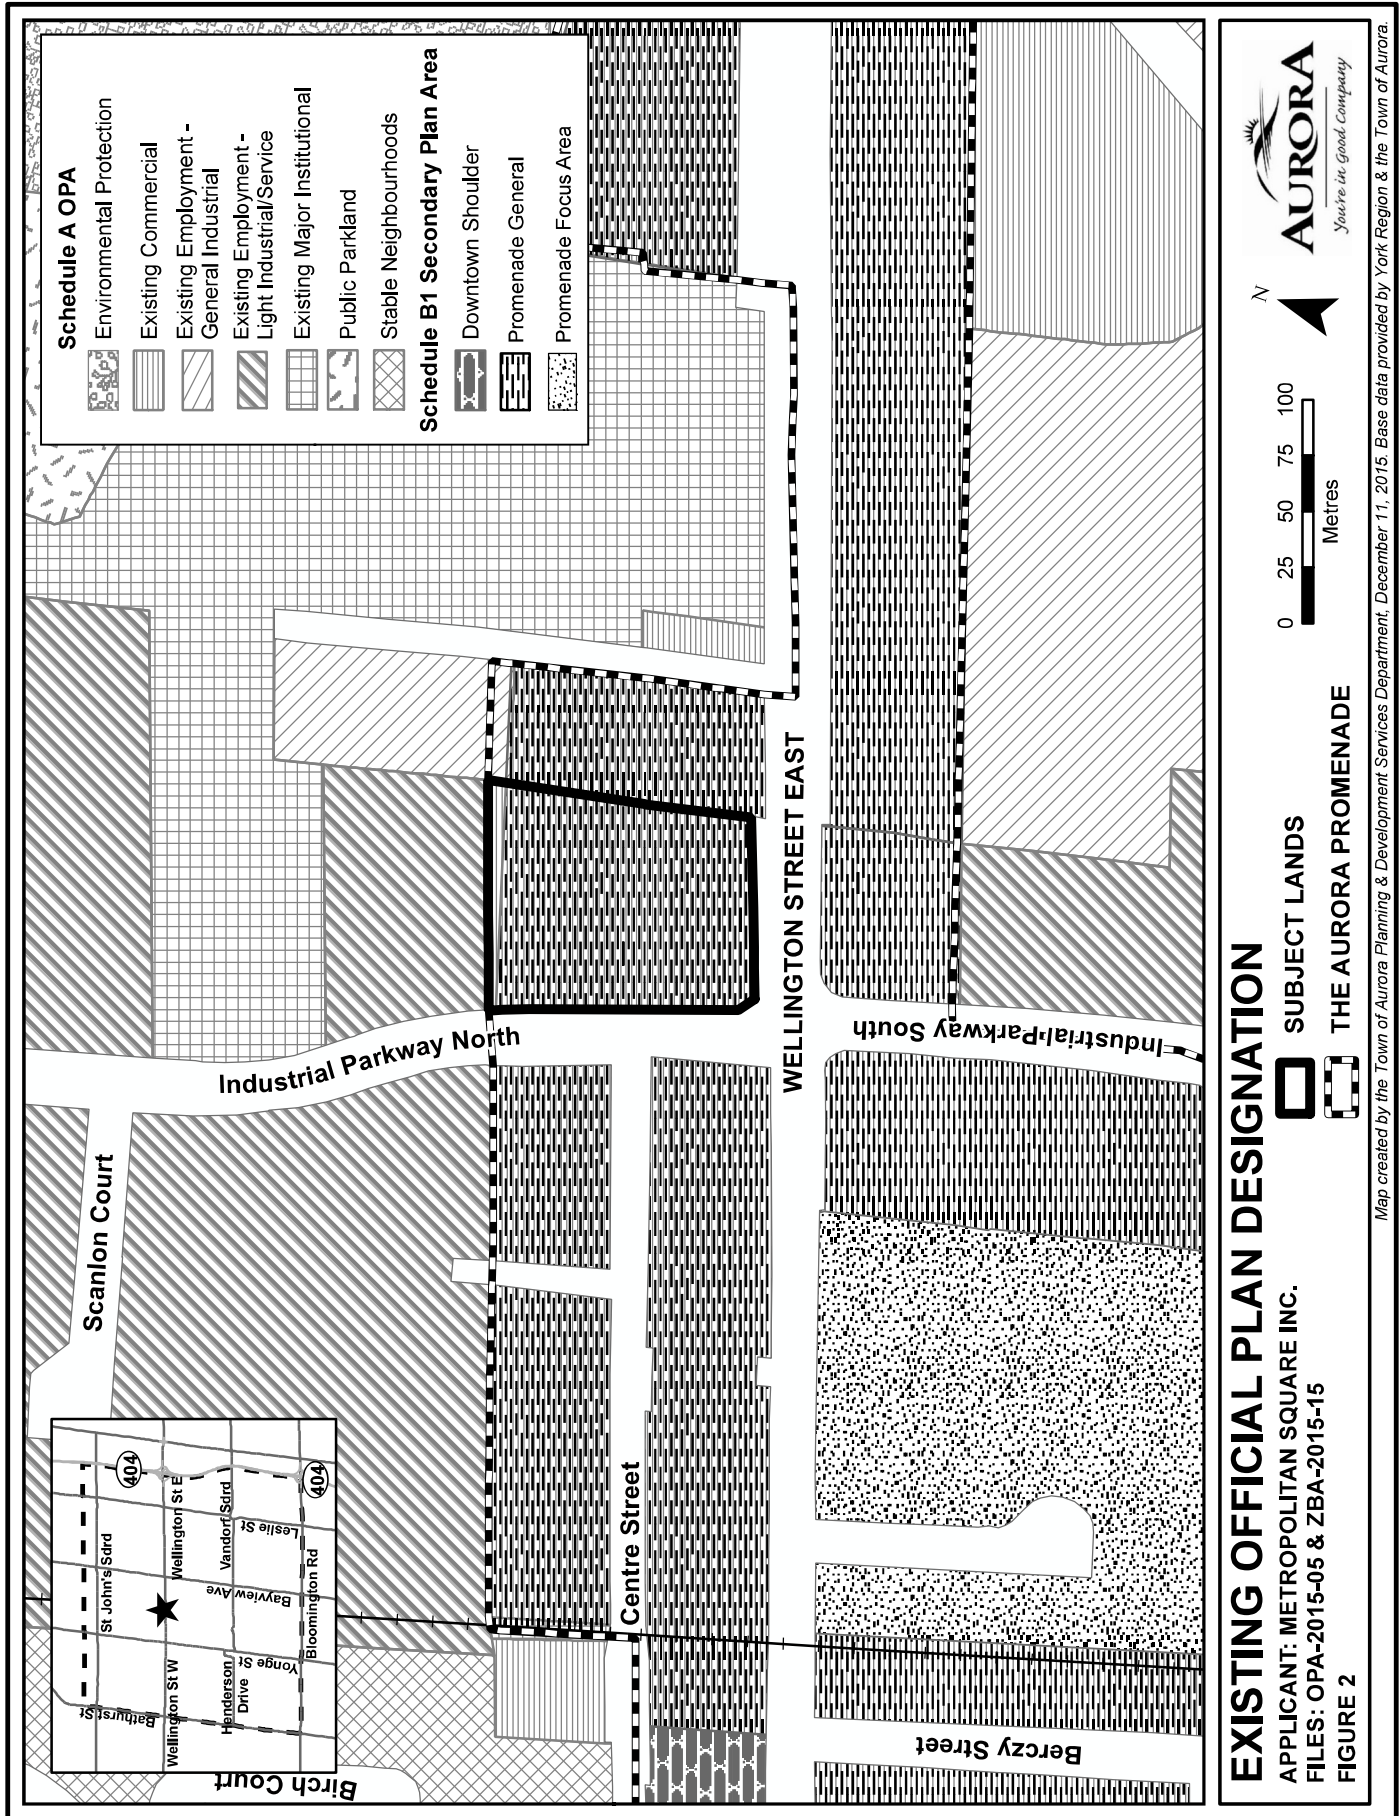 Schedule A OPA
Environmental Protection
Existing Commercial
Existing Employment -
General Industrial
Existing Employment -
Light Industrial/Service
Existing Major Institutional
Public Parkland
Stable Neighbourhoods
Schedule B1 Secondary Plan Area
Downtown Shoulder
Promenade General
Promenade Focus Area
St John's Sdrd
404
Wellington St E
Wellington St W
Vandorf Sdrd
Leslie St
Bayview Ave
Yonge St
Bathurst St
Henderson
Drive
Bloomington Rd
404
Scanlon Court
Industrial Parkway North
Birch Court
Centre Street
WELLINGTON STREET EAST
Industrial Parkway South
Berczy Street
EXISTING OFFICIAL PLAN DESIGNATION
APPLICANT: METROPOLITAN SQUARE INC.
FILES: OPA-2015-05 & ZBA-2015-15
FIGURE 2
SUBJECT LANDS
THE AURORA PROMENADE
0 25 50 75 100
Metres
N
AURORA
You're in Good Company
Map created by the Town of Aurora Planning & Development Services Department, December 11, 2015. Base data provided by York Region & the Town of Aurora.